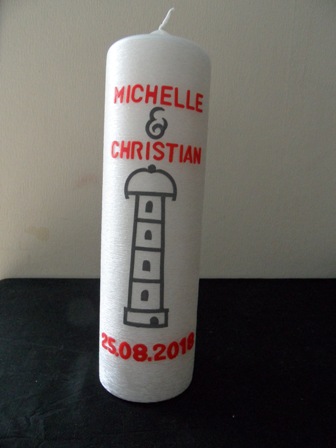 MICHELLE
&
CHRISTIAN
25.08.2018